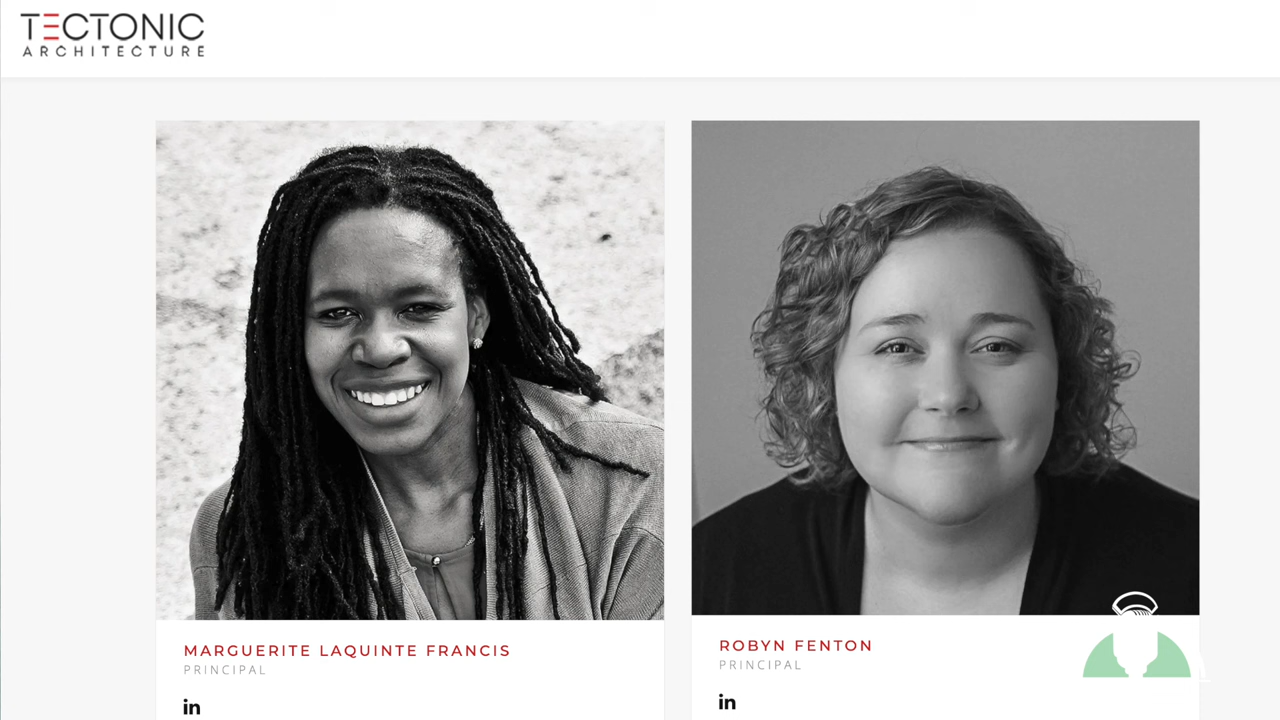 TECTONIC
ARCHITECTURE
MARGUERITE LAQUINTE FRANCIS
PRINCIPAL
in
ROBYN FENTON
PRINCIPAL
in